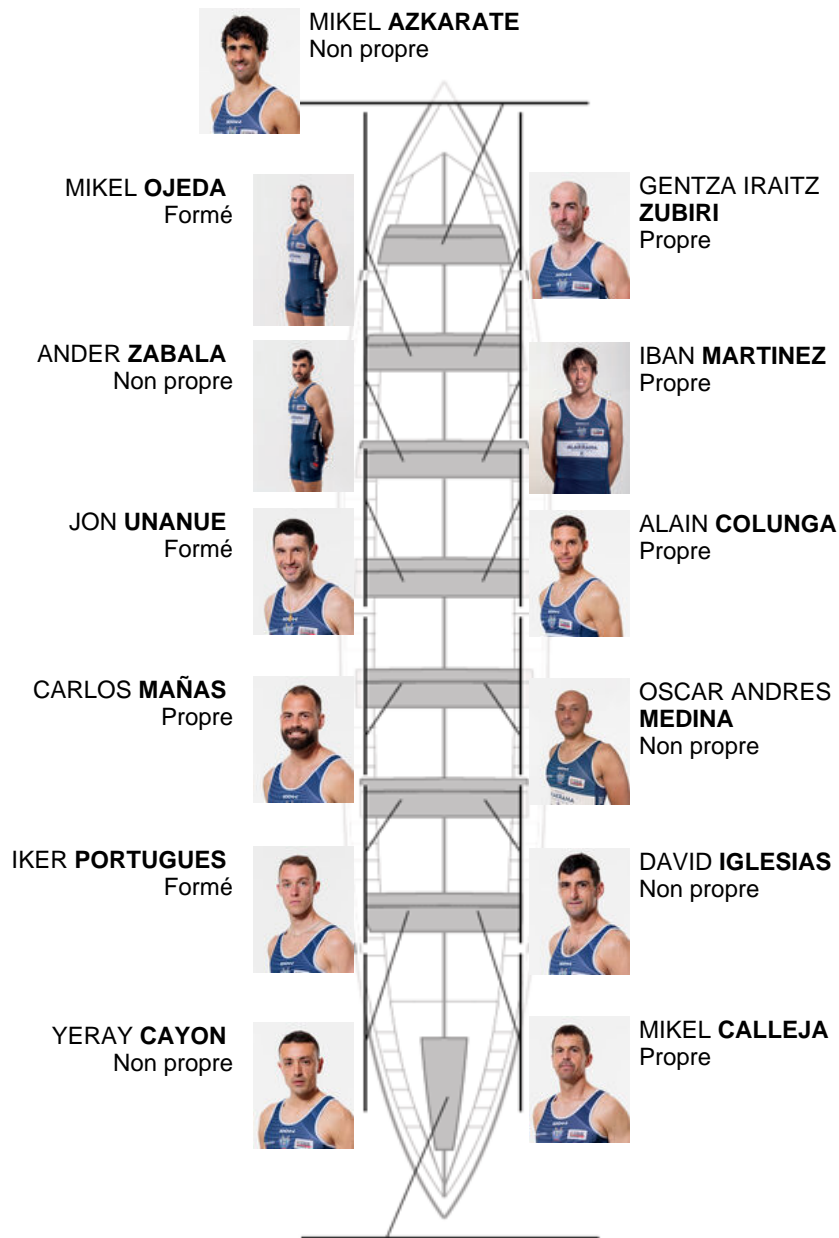 MIKEL AZKARATE
Non propre
MIKEL OJEDA
Formé
GENTZA IRAITZ
ZUBIRI
Propre
ANDER ZABALA
Non propre
IBAN MARTINEZ
Propre
JON UNANUE
Formé
ALAIN COLUNGA
Propre
CARLOS MAÑAS
Propre
OSCAR ANDRES
MEDINA
Non propre
IKER PORTUGUES
Formé
DAVID IGLESIAS
Non propre
YERAY CAYON
Non propre
MIKEL CALLEJA
Propre